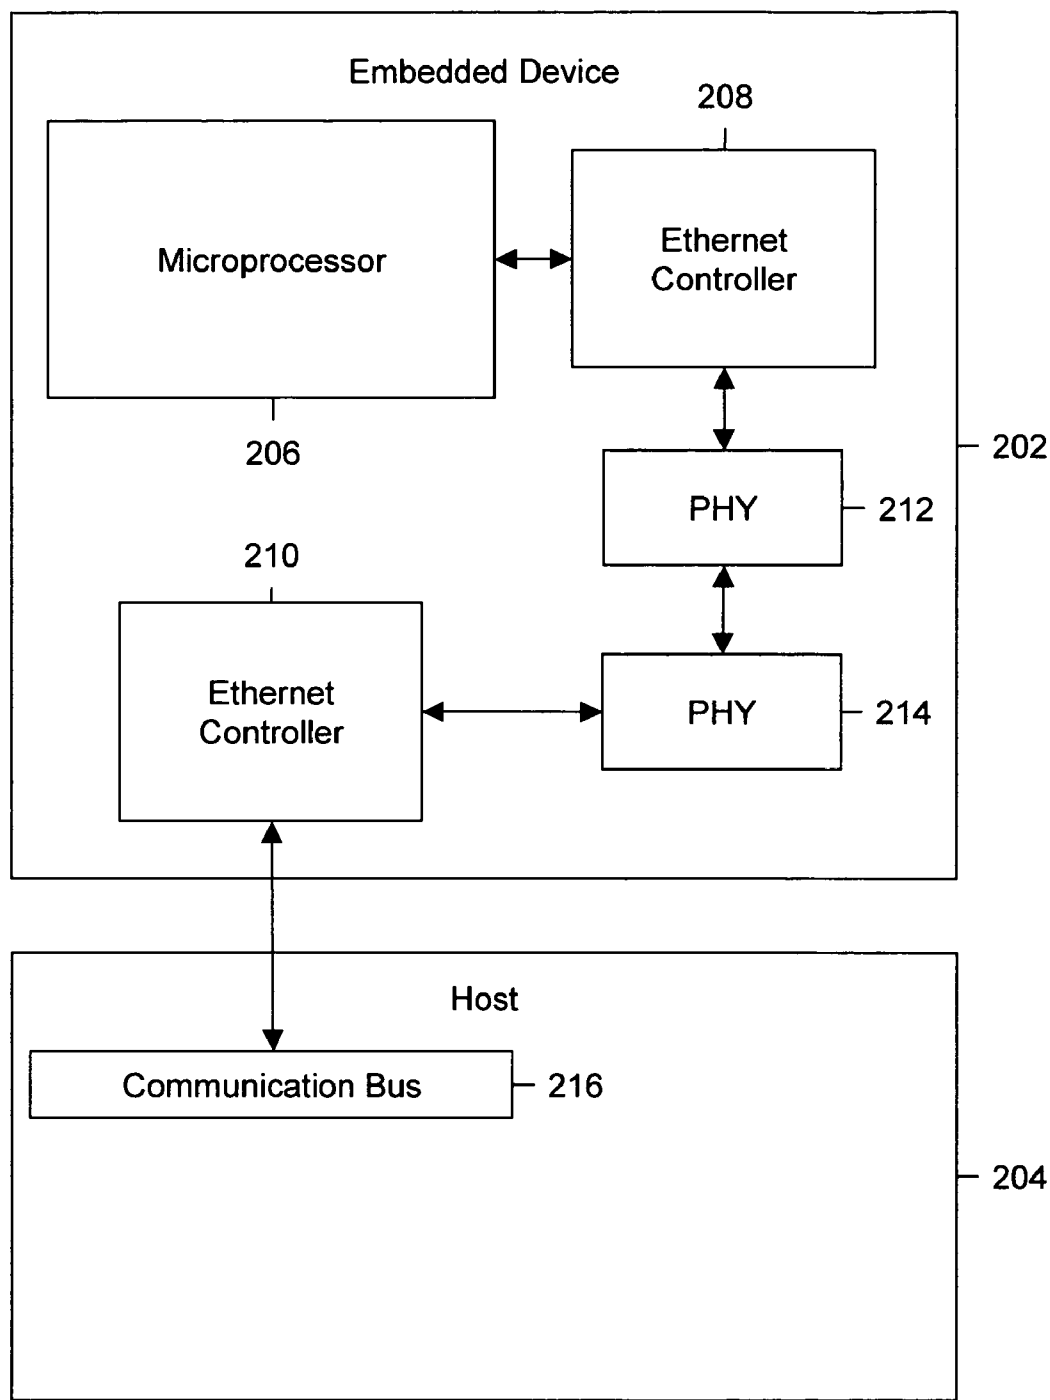 Embedded Device
208
Microprocessor
Ethernet
Controller
206
202
PHY
212
210
Ethernet
Controller
PHY
214
Host
Communication Bus
216
204